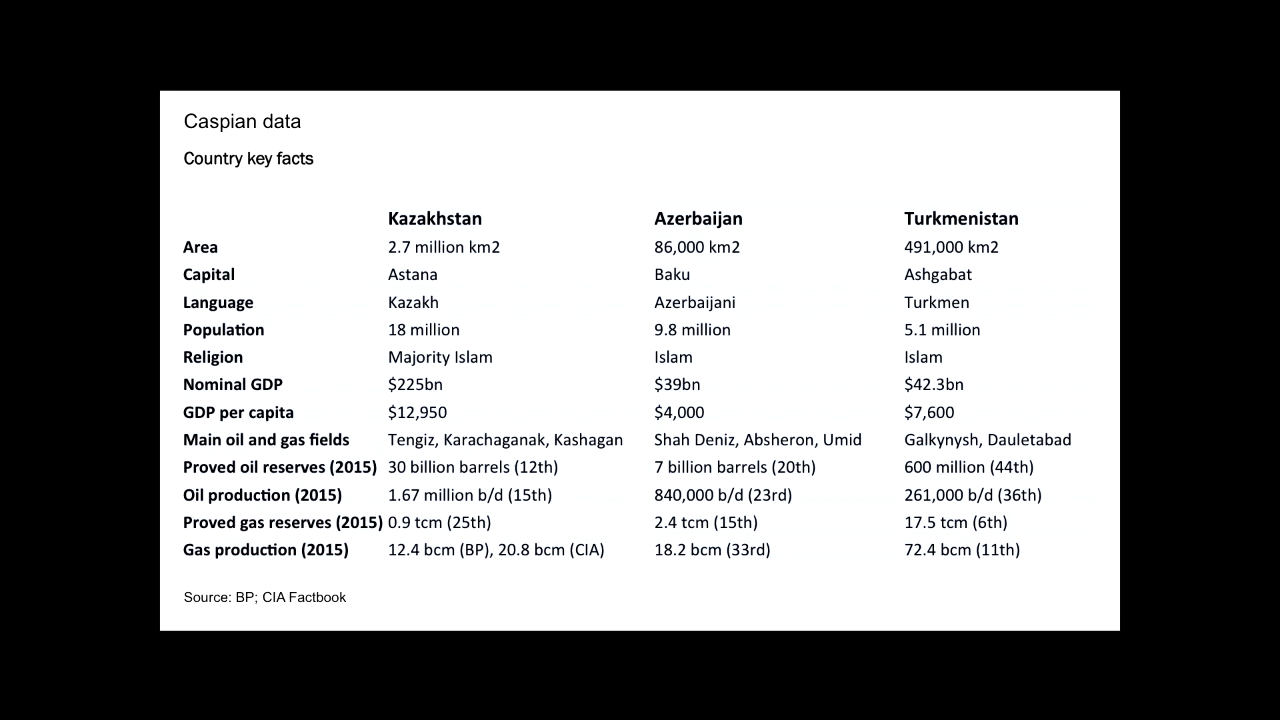 Caspian data
Country key facts
Kazakhstan Azerbaijan Turkmenistan
Area 2.7 million km2 86,000 km2 491,000 km2
Capital Astana Baku Ashgabat
Language Kazakh Azerbaijani Turkmen
Population 18 million 9.8 million 5.1 million
Religion Majority Islam Islam Islam
Nominal GDP $225bn $39bn $42.3bn
GDP per capita $12,950 $4,000 $7,600
Main oil and gas fields Tengiz, Karachaganak, Kashagan Shah Deniz, Absheron, Umid Galkynysh, Dauletabad
Proved oil reserves (2015) 30 billion barrels (12th) 7 billion barrels (20th) 600 million (44th)
Oil production (2015) 1.67 million b/d (15th) 840,000 b/d (23rd) 261,000 b/d (36th)
Proved gas reserves (2015) 0.9 tcm (25th) 2.4 tcm (15th) 17.5 tcm (6th)
Gas production (2015) 12.4 bcm (BP), 20.8 bcm (CIA) 18.2 bcm (33rd) 72.4 bcm (11th)
Source: BP; CIA Factbook